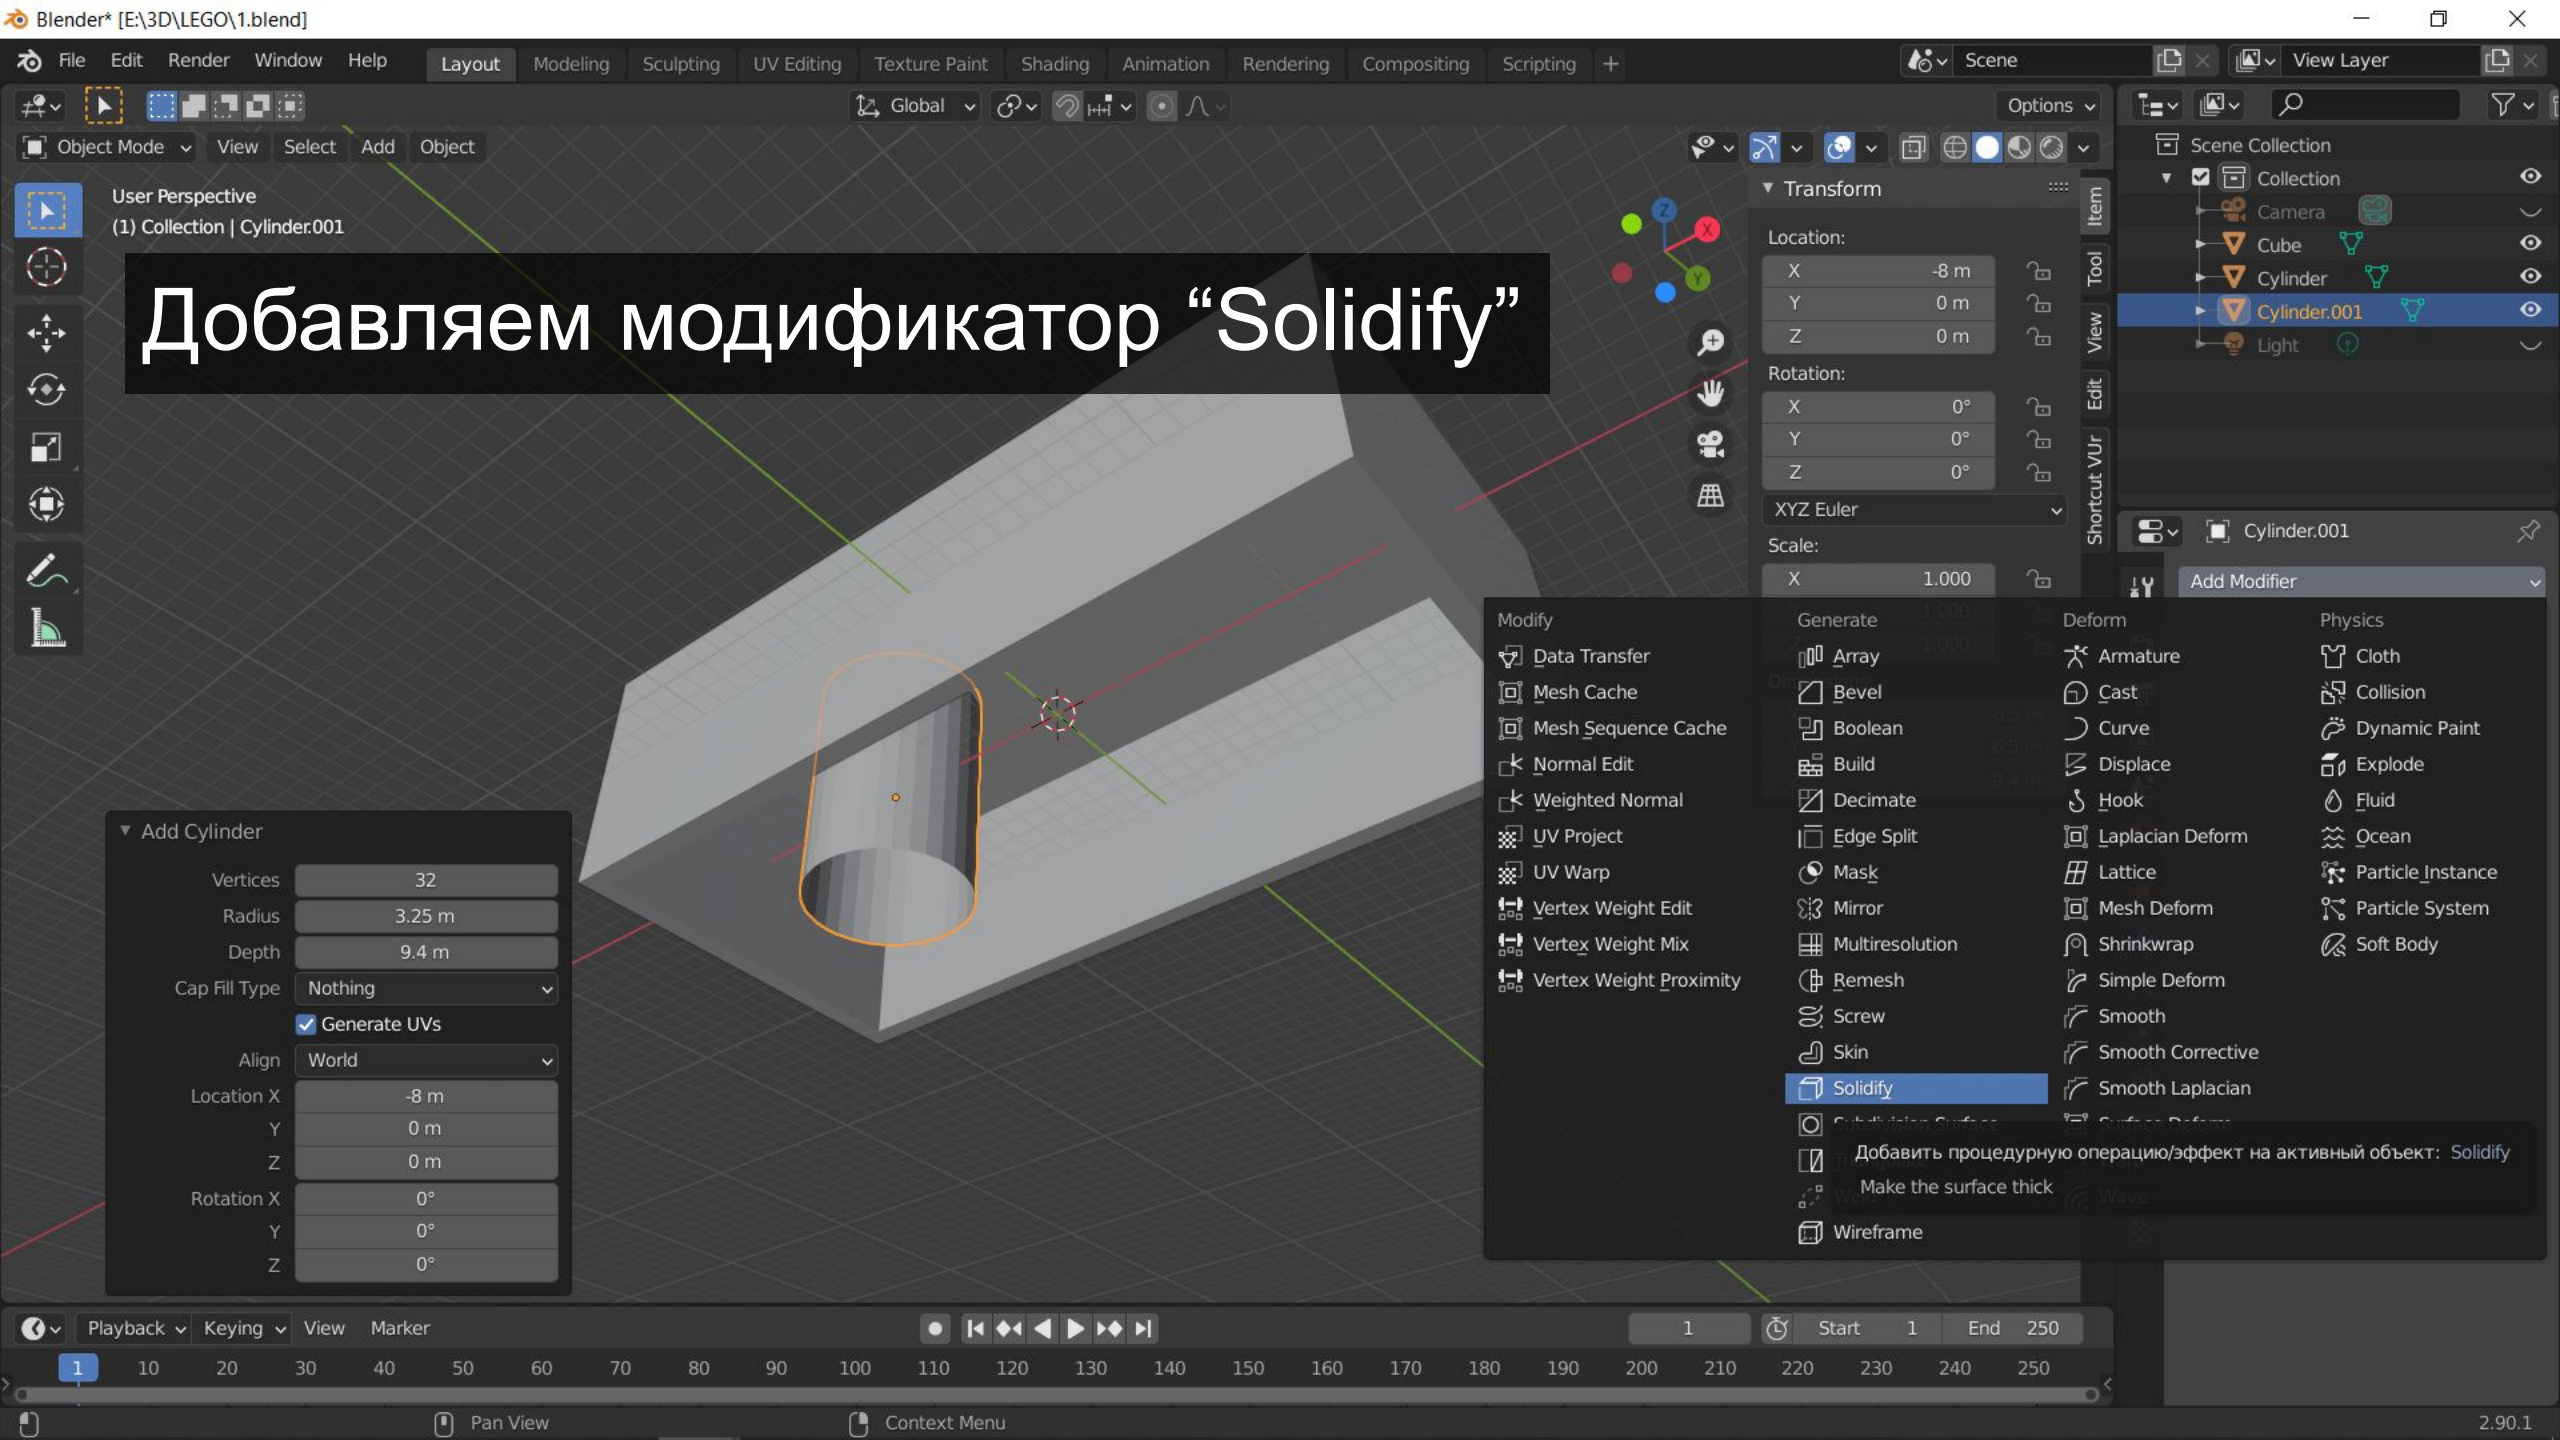 Blender* [E:\3D\LEGO\1.blend]
File Edit Render Window Help Layout Modeling Sculpting UV Editing Texture Paint Shading Animation Rendering Compositing Scripting + Scene View Layer
Global Options
Object Mode View Select Add Object
User Perspective
(1) Collection | Cylinder.001
Добавляем модификатор “Solidify”
Z
X
Y
Transform
Location:
X -8 m
Y 0 m
Z 0 m
Rotation:
X 0°
Y 0°
Z 0°
XYZ Euler
Scale:
X 1.000
Item
Tool
View
Edit
Shortcut VUr
Scene Collection
Collection
Camera
Cube
Cylinder
Cylinder.001
Light
Cylinder.001
Add Modifier
Modify
Data Transfer
Mesh Cache
Mesh Sequence Cache
Normal Edit
Weighted Normal
UV Project
UV Warp
Vertex Weight Edit
Vertex Weight Mix
Vertex Weight Proximity
Generate
Array
Bevel
Boolean
Build
Decimate
Edge Split
Mask
Mirror
Multiresolution
Remesh
Screw
Skin
Solidify
Subdivision Surface
Wireframe
Deform
Armature
Cast
Curve
Displace
Hook
Laplacian Deform
Lattice
Mesh Deform
Shrinkwrap
Simple Deform
Smooth
Smooth Corrective
Smooth Laplacian
Surface Deform
Wave
Physics
Cloth
Collision
Dynamic Paint
Explode
Fluid
Ocean
Particle Instance
Particle System
Soft Body
Добавить процедурную операцию/эффект на активный объект: Solidify
Make the surface thick
Add Cylinder
Vertices 32
Radius 3.25 m
Depth 9.4 m
Cap Fill Type Nothing
Generate UVs
Align World
Location X -8 m
Y 0 m
Z 0 m
Rotation X 0°
Y 0°
Z 0°
Playback Keying View Marker 1 Start 1 End 250
1 10 20 30 40 50 60 70 80 90 100 110 120 130 140 150 160 170 180 190 200 210 220 230 240 250
Pan View Context Menu 2.90.1